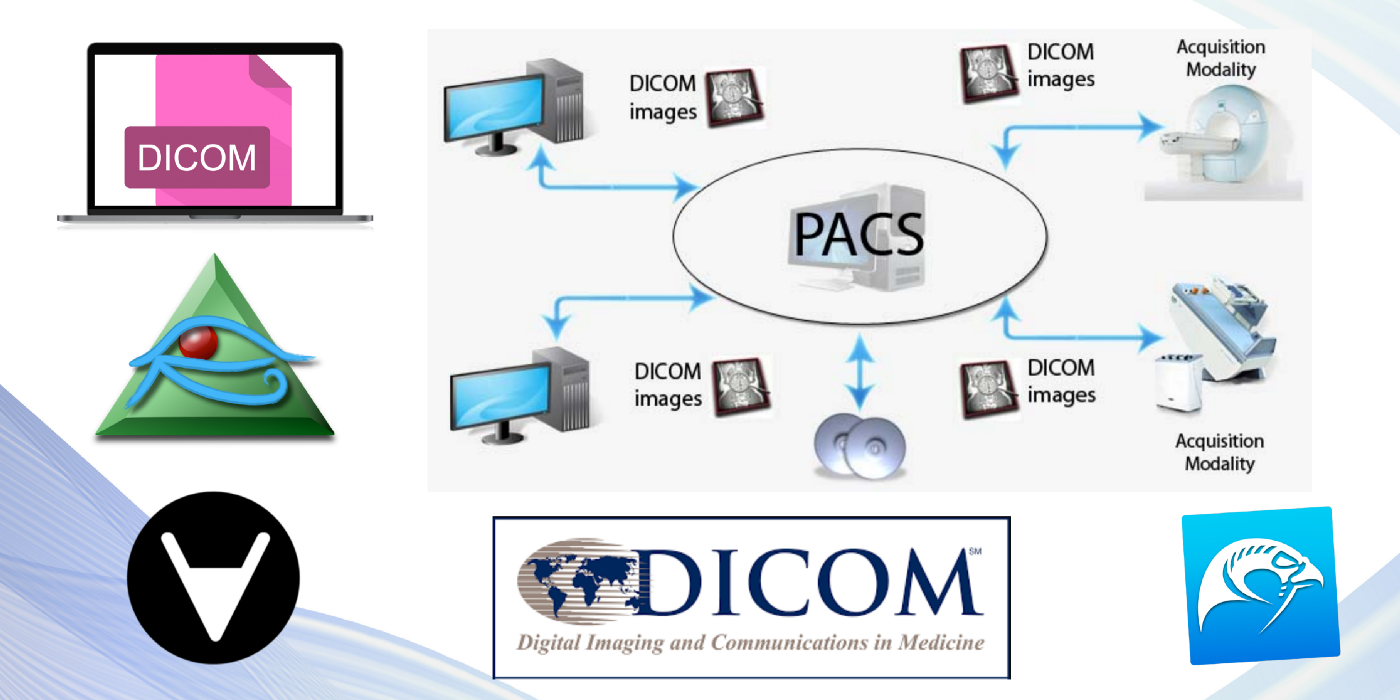 DICOM
DICOM
images
DICOM
images
Acquisition
Modality
PACS
DICOM
images
DICOM
images
Acquisition
Modality
DICOM SM
Digital Imaging and Communications in Medicine